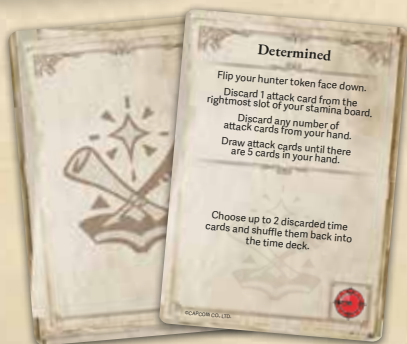 Determined
Flip your hunter token face down.
Discard 1 attack card from the
rightmost slot of your stamina board.
Discard any number of
attack cards from your hand.
Draw attack cards until there
are 5 cards in your hand.
Choose up to 2 discarded time
cards and shuffle them back into
the time deck.
©CAPCOM CO., LTD.